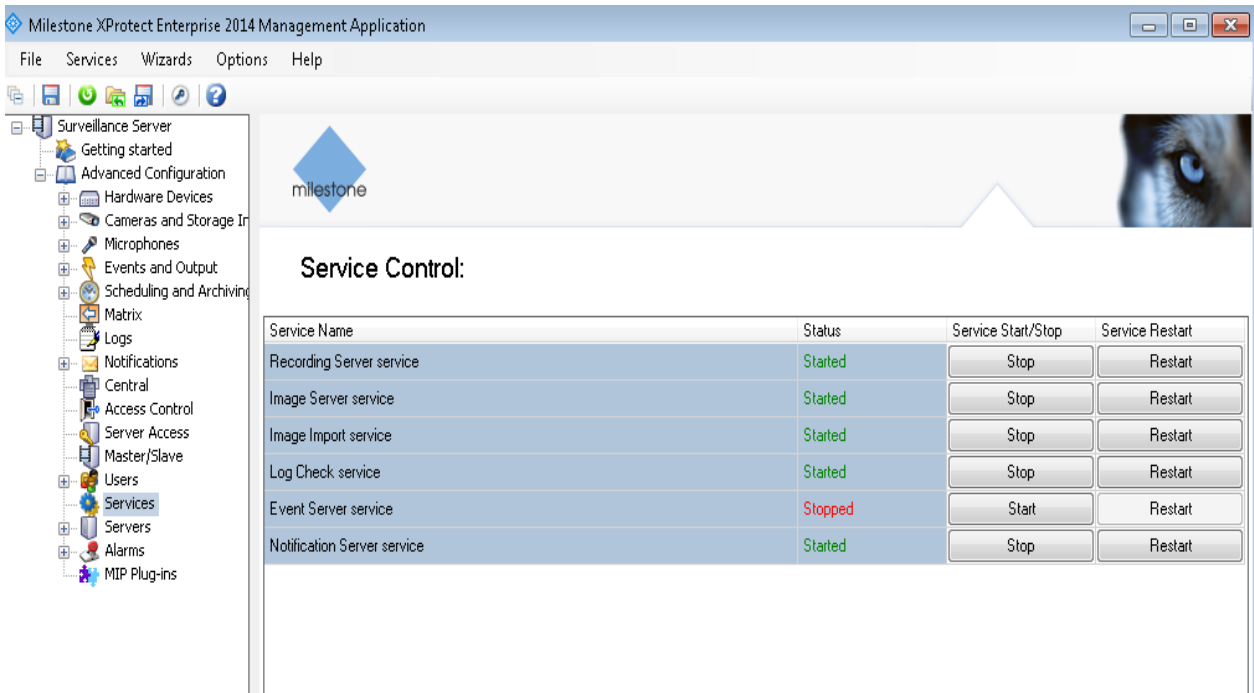 Milestone XProtect Enterprise 2014 Management Application
File Services Wizards Options Help
Surveillance Server
Getting started
Advanced Configuration
Hardware Devices
Cameras and Storage In
Microphones
Events and Output
Scheduling and Archiving
Matrix
Logs
Notifications
Central
Access Control
Server Access
Master/Slave
Users
Services
Servers
Alarms
MIP Plug-ins
milestone
Service Control:
Service Name Status Service Start/Stop Service Restart
Recording Server service Started Stop Restart
Image Server service Started Stop Restart
Image Import service Started Stop Restart
Log Check service Started Stop Restart
Event Server service Stopped Start Restart
Notification Server service Started Stop Restart